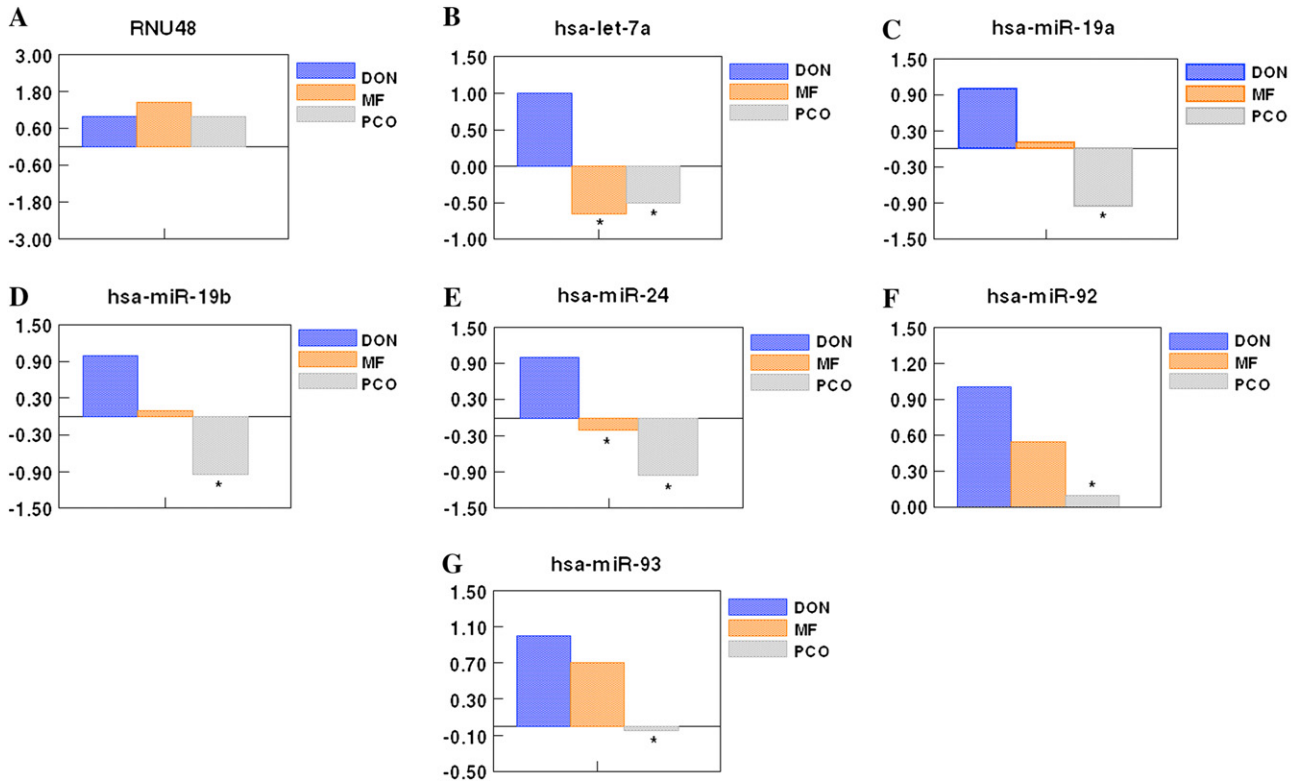 A
RNU48
3.00
1.80
0.60
-0.60
-1.80
-3.00
DON
MF
PCO
B
hsa-let-7a
1.50
1.00
0.50
0.00
-0.50
-1.00
*
*
DON
MF
PCO
C
hsa-miR-19a
1.50
0.90
0.30
-0.30
-0.90
-1.50
*
DON
MF
PCO
D
hsa-miR-19b
1.50
0.90
0.30
-0.30
-0.90
-1.50
*
DON
MF
PCO
E
hsa-miR-24
1.50
0.90
0.30
-0.30
-0.90
-1.50
*
*
DON
MF
PCO
F
hsa-miR-92
1.50
1.20
0.90
0.60
0.30
0.00
*
DON
MF
PCO
G
hsa-miR-93
1.50
1.10
0.70
0.30
-0.10
-0.50
*
DON
MF
PCO